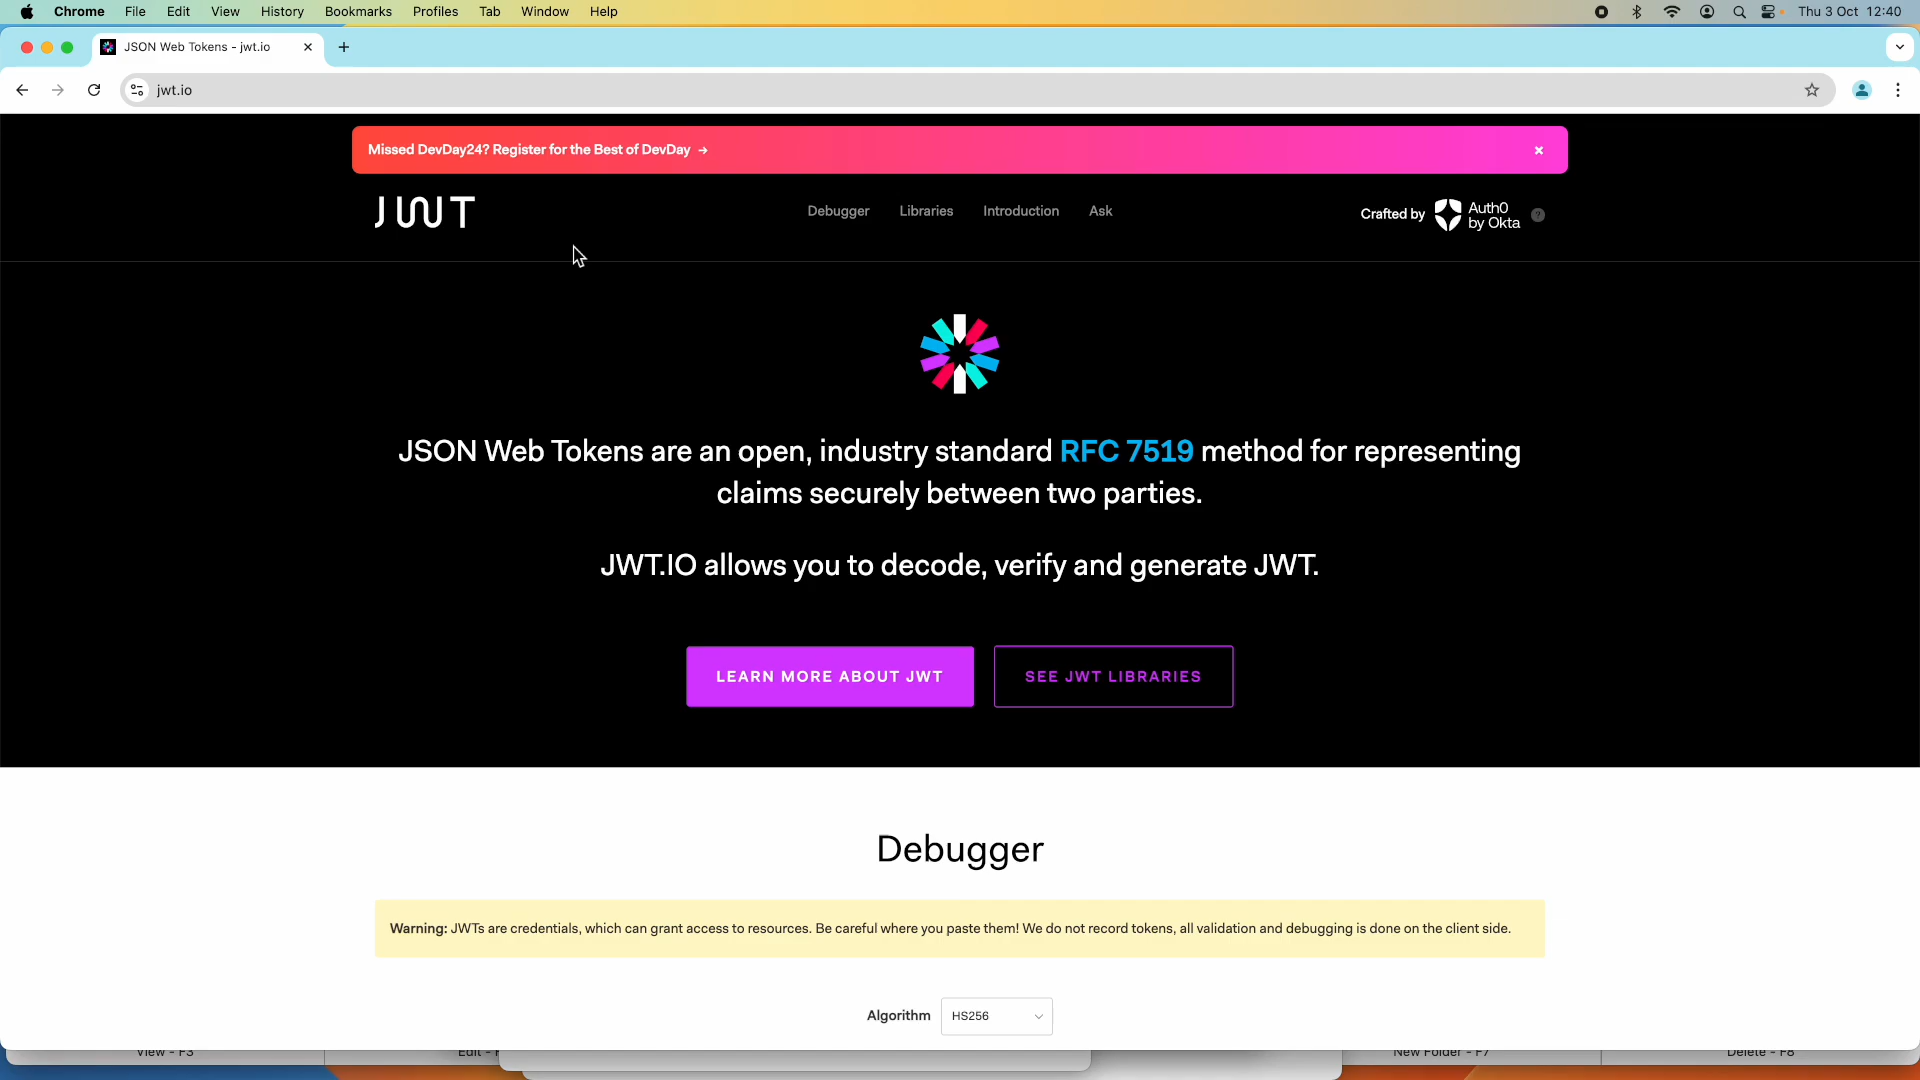 Chrome File Edit View History Bookmarks Profiles Tab Window Help Thu 3 Oct 12:40
JSON Web Tokens - jwt.io
jwt.io
Missed DevDay24? Register for the Best of DevDay →
JWT Debugger Libraries Introduction Ask Crafted by Auth0 by Okta ?
JSON Web Tokens are an open, industry standard RFC 7519 method for representing
claims securely between two parties.
JWT.IO allows you to decode, verify and generate JWT.
LEARN MORE ABOUT JWT SEE JWT LIBRARIES
Debugger
Warning: JWTs are credentials, which can grant access to resources. Be careful where you paste them! We do not record tokens, all validation and debugging is done on the client side.
Algorithm HS256
View - F3 Edit - New Folder - F7 Delete - F8